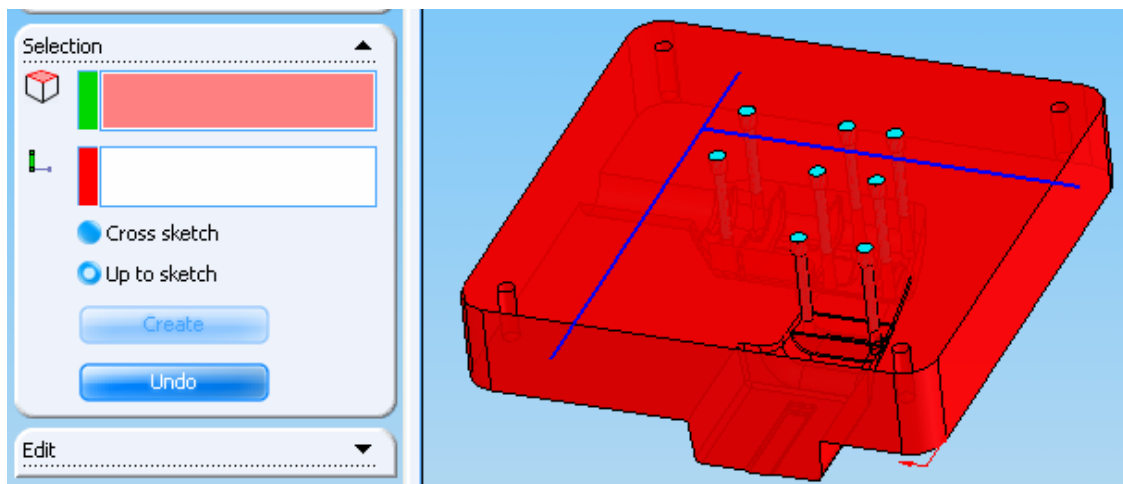 Selection
Cross sketch
Up to sketch
Create
Undo
Edit